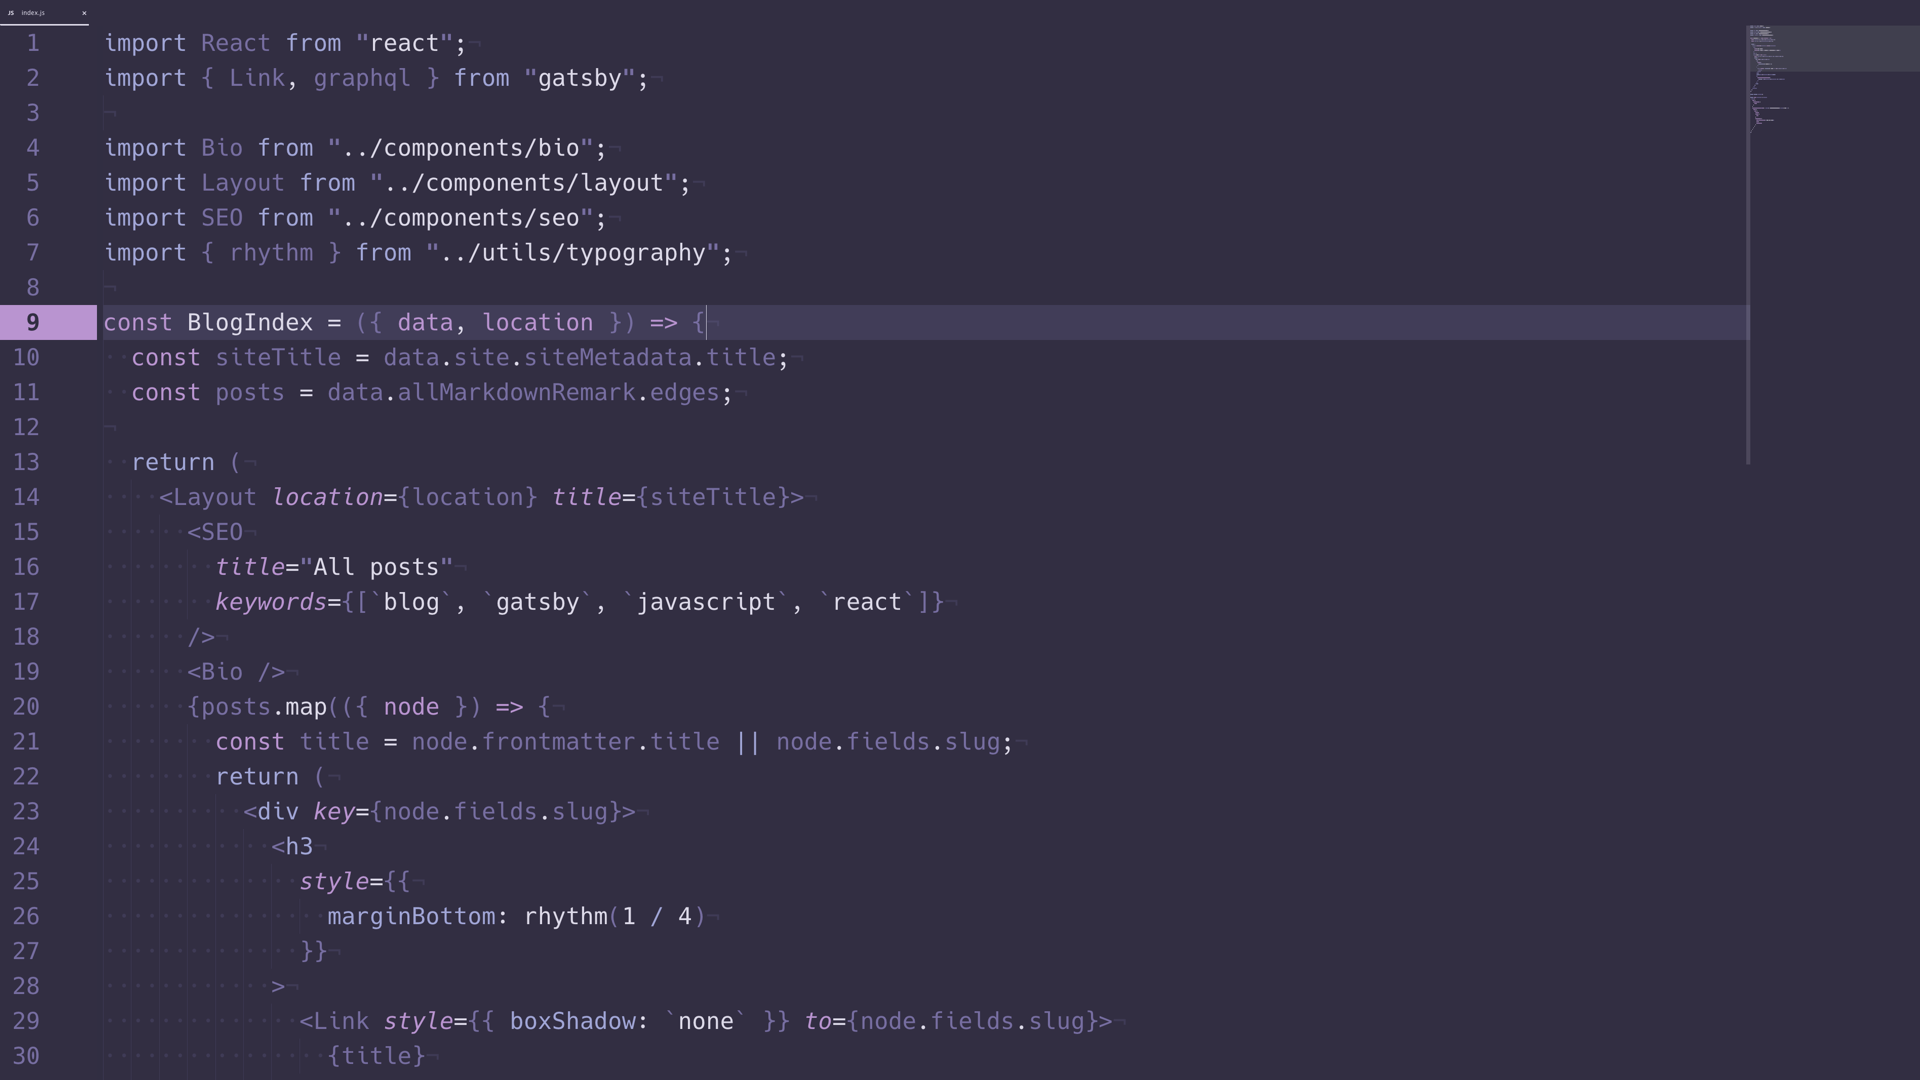 JS index.js ×
1 import React from "react";¬
2 import { Link, graphql } from "gatsby";¬
3 ¬
4 import Bio from "../components/bio";¬
5 import Layout from "../components/layout";¬
6 import SEO from "../components/seo";¬
7 import { rhythm } from "../utils/typography";¬
8 ¬
9 const BlogIndex = ({ data, location }) => {¬
10   const siteTitle = data.site.siteMetadata.title;¬
11   const posts = data.allMarkdownRemark.edges;¬
12 ¬
13   return (¬
14     <Layout location={location} title={siteTitle}>¬
15       <SEO¬
16         title="All posts"¬
17         keywords={[`blog`, `gatsby`, `javascript`, `react`]}¬
18       />¬
19       <Bio />¬
20       {posts.map(({ node }) => {¬
21         const title = node.frontmatter.title || node.fields.slug;¬
22         return (¬
23           <div key={node.fields.slug}>¬
24             <h3¬
25               style={{¬
26                 marginBottom: rhythm(1 / 4)¬
27               }}¬
28             >¬
29               <Link style={{ boxShadow: `none` }} to={node.fields.slug}>¬
30                 {title}¬